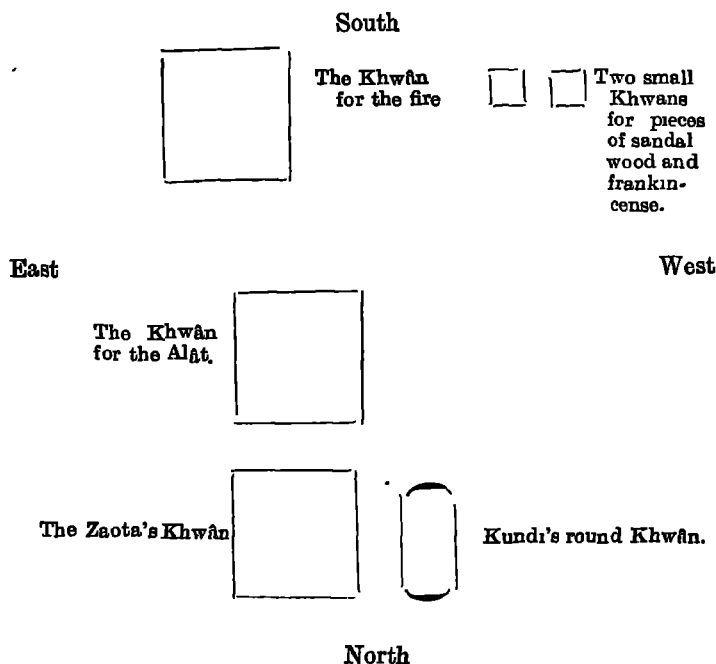 South
The Khwân
for the fire
Two small
Khwans
for pieces
of sandal
wood and
frankin-
cense.
East
West
The Khwân
for the Alât.
The Zaota's Khwân
Kundi's round Khwân.
North